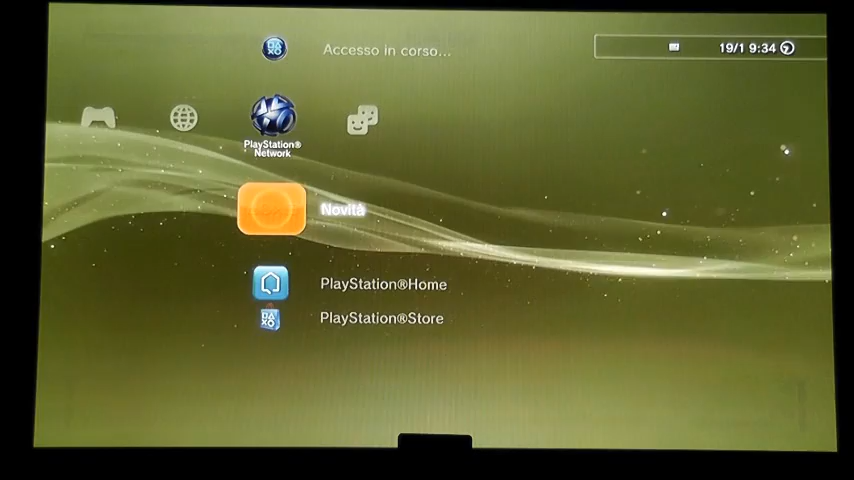 Accesso in corso...
19/1 9:34
PlayStation®
Network
Novità
PlayStation®Home
PlayStation®Store